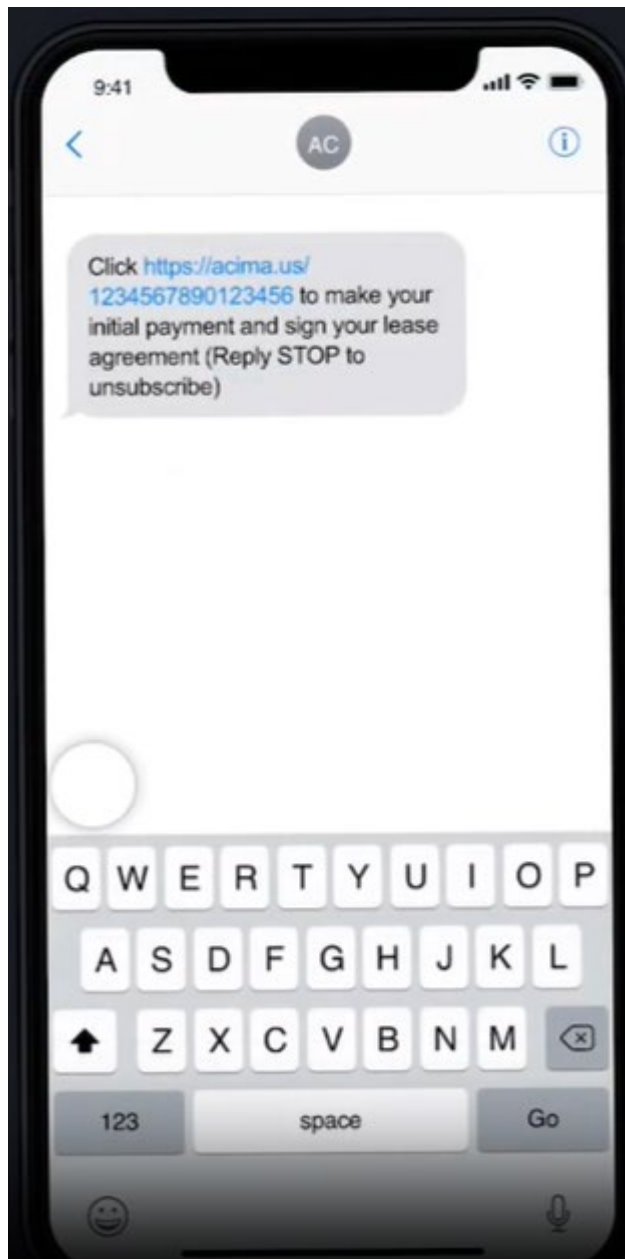 9:41
AC
Click https://acima.us/
1234567890123456 to make your
initial payment and sign your lease
agreement (Reply STOP to
unsubscribe)
Q W E R T Y U I O P
A S D F G H J K L
Z X C V B N M
123 space Go